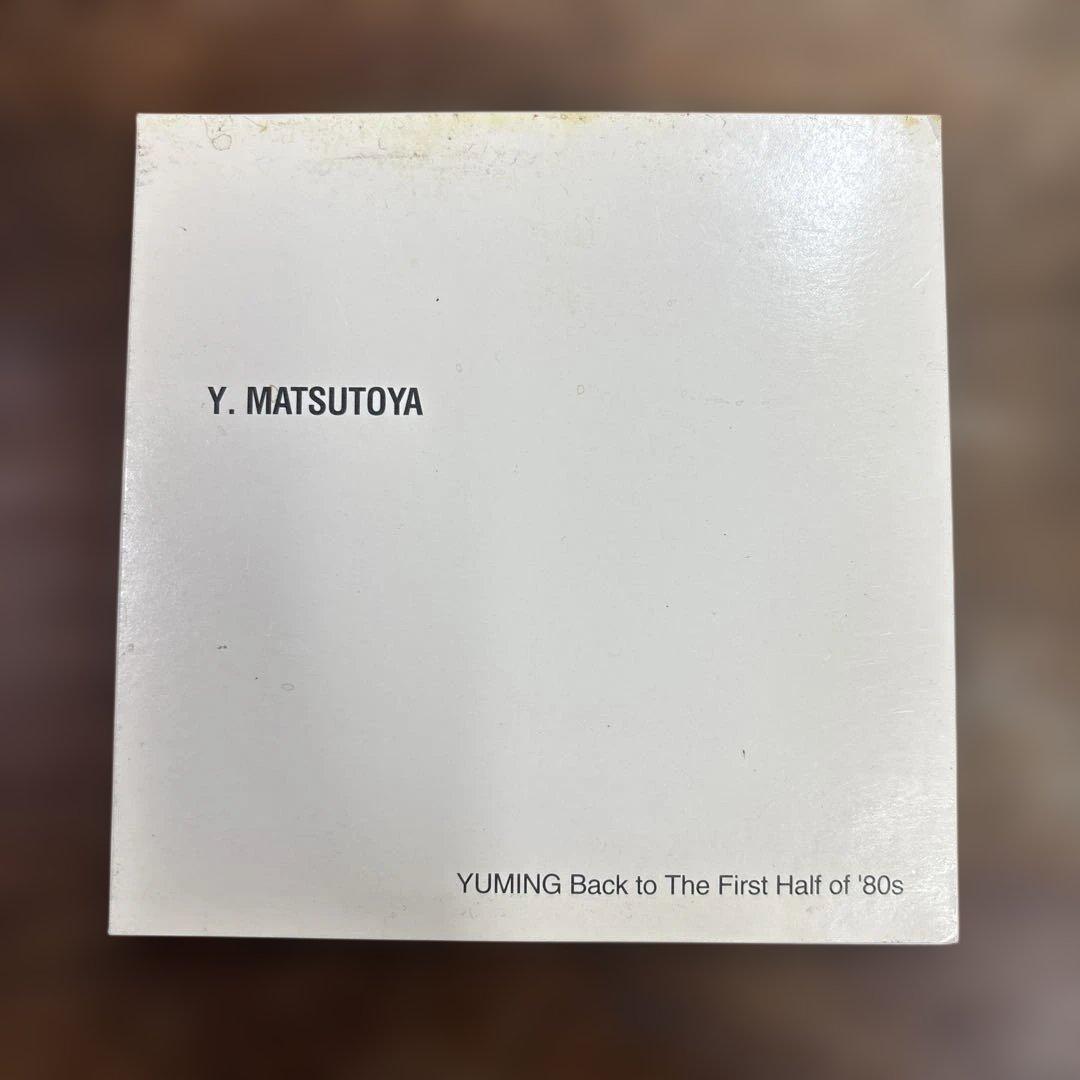 Y. MATSUTOYA
YUMING Back to The First Half of '80s